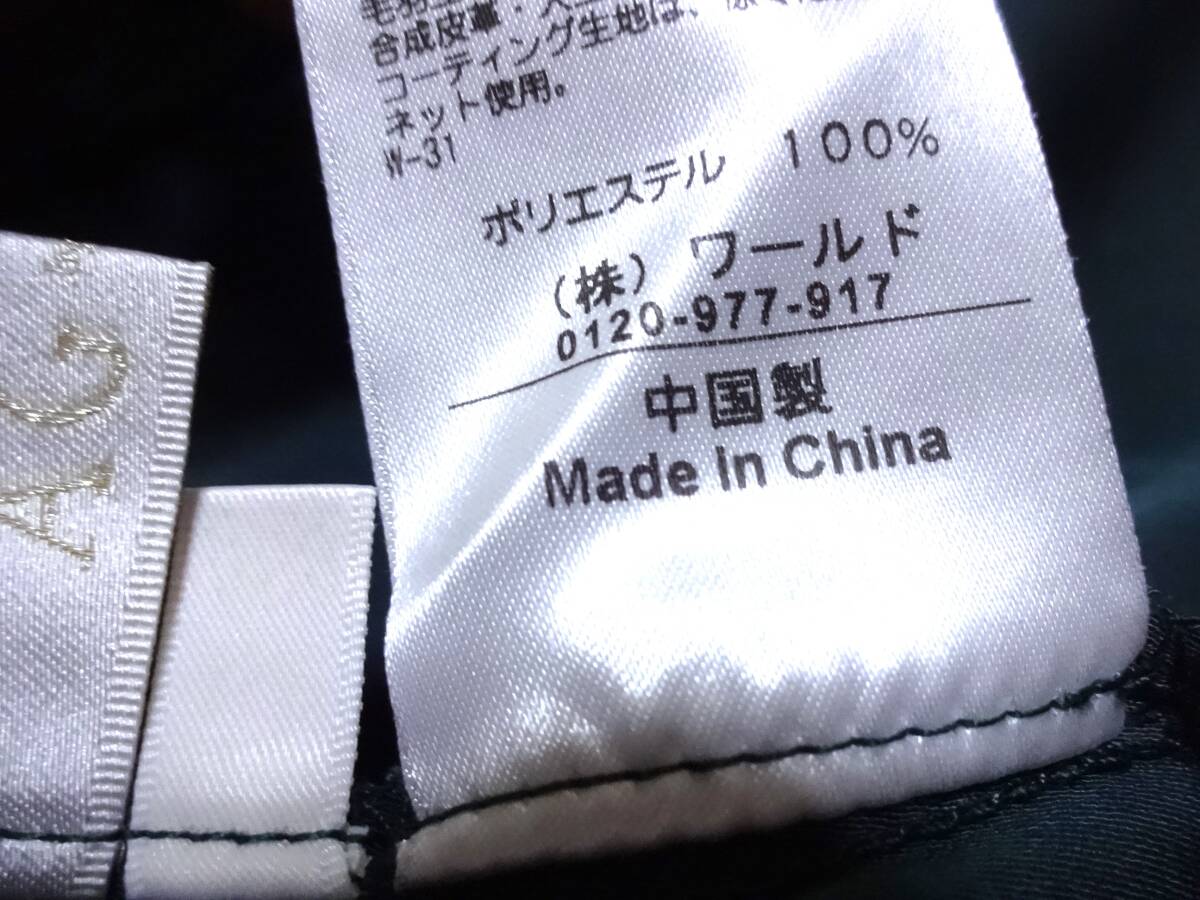 合成皮革・人
コーティング生地は、
ネット使用。
W-31
ポリエステル 100%
(株) ワールド
0120-977-917
中国製
Made in China
AG